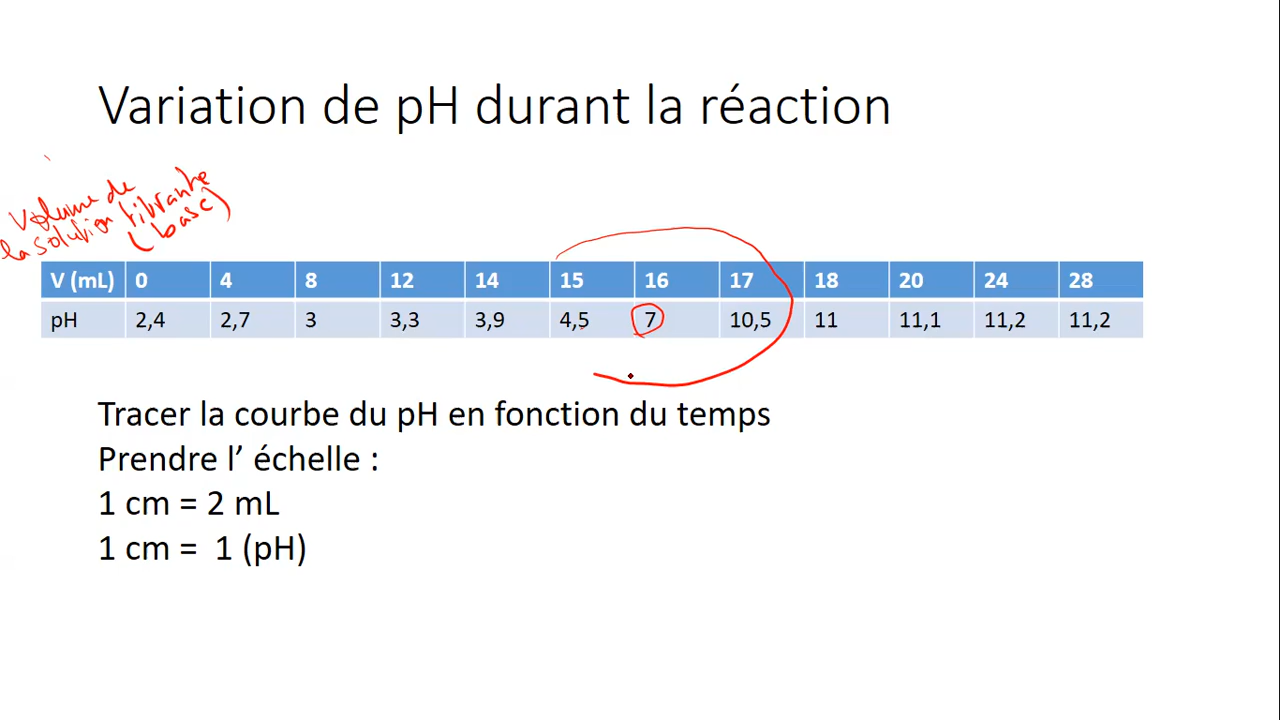 Variation de pH durant la réaction
Volume de
la solution titrante
(base)
V (mL) 0 4 8 12 14 15 16 17 18 20 24 28
pH 2,4 2,7 3 3,3 3,9 4,5 7 10,5 11 11,1 11,2 11,2
Tracer la courbe du pH en fonction du temps
Prendre l’ échelle :
1 cm = 2 mL
1 cm = 1 (pH)